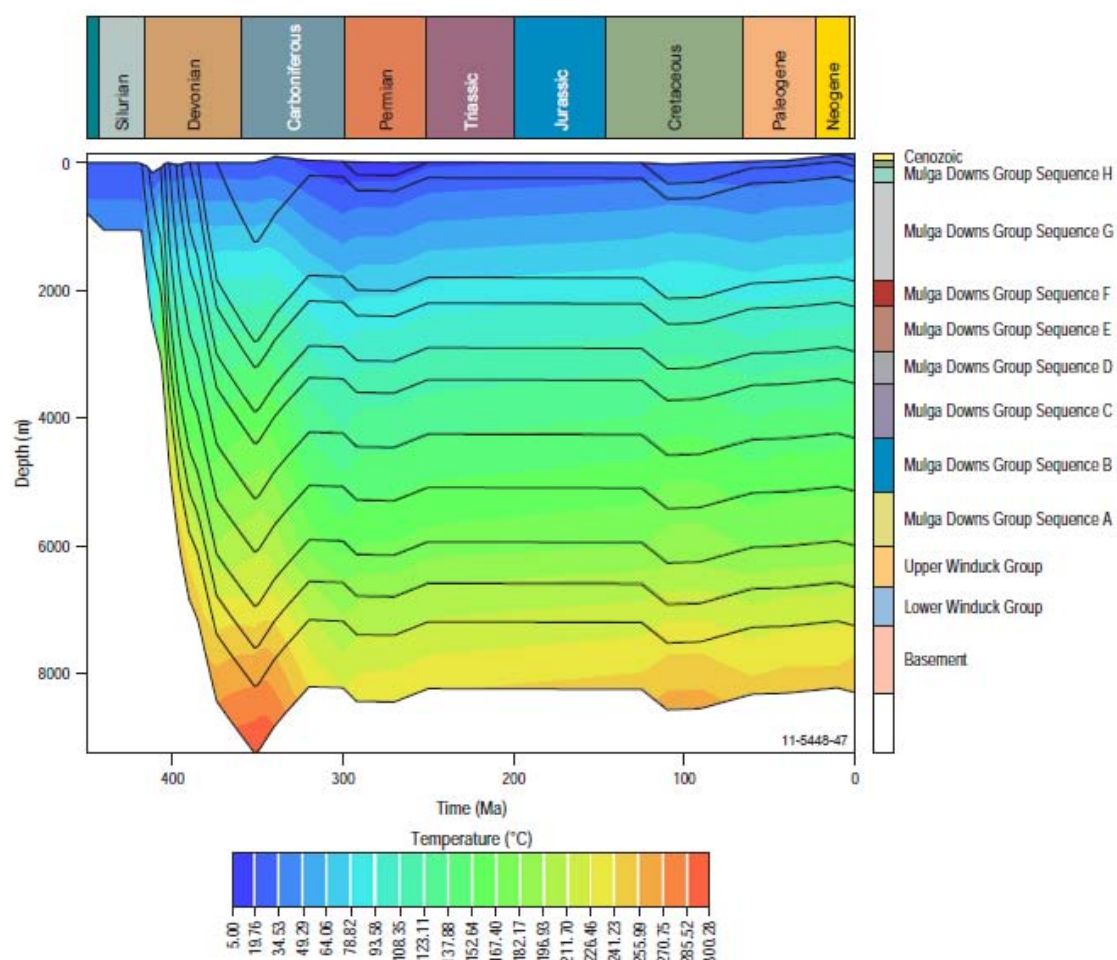 Silurian
Devonian
Carboniferous
Permian
Triassic
Jurassic
Cretaceous
Paleogene
Neogene
0
2000
4000
6000
8000
Depth (m)
Cenozoic
Mulga Downs Group Sequence H
Mulga Downs Group Sequence G
Mulga Downs Group Sequence F
Mulga Downs Group Sequence E
Mulga Downs Group Sequence D
Mulga Downs Group Sequence C
Mulga Downs Group Sequence B
Mulga Downs Group Sequence A
Upper Winduck Group
Lower Winduck Group
Basement
11-5448-47
400
300
200
100
0
Time (Ma)
Temperature (°C)
5.00
19.76
34.53
49.29
64.06
78.82
93.58
108.35
123.11
137.88
152.64
167.40
182.17
196.93
211.70
226.46
241.23
255.99
270.75
285.52
300.28